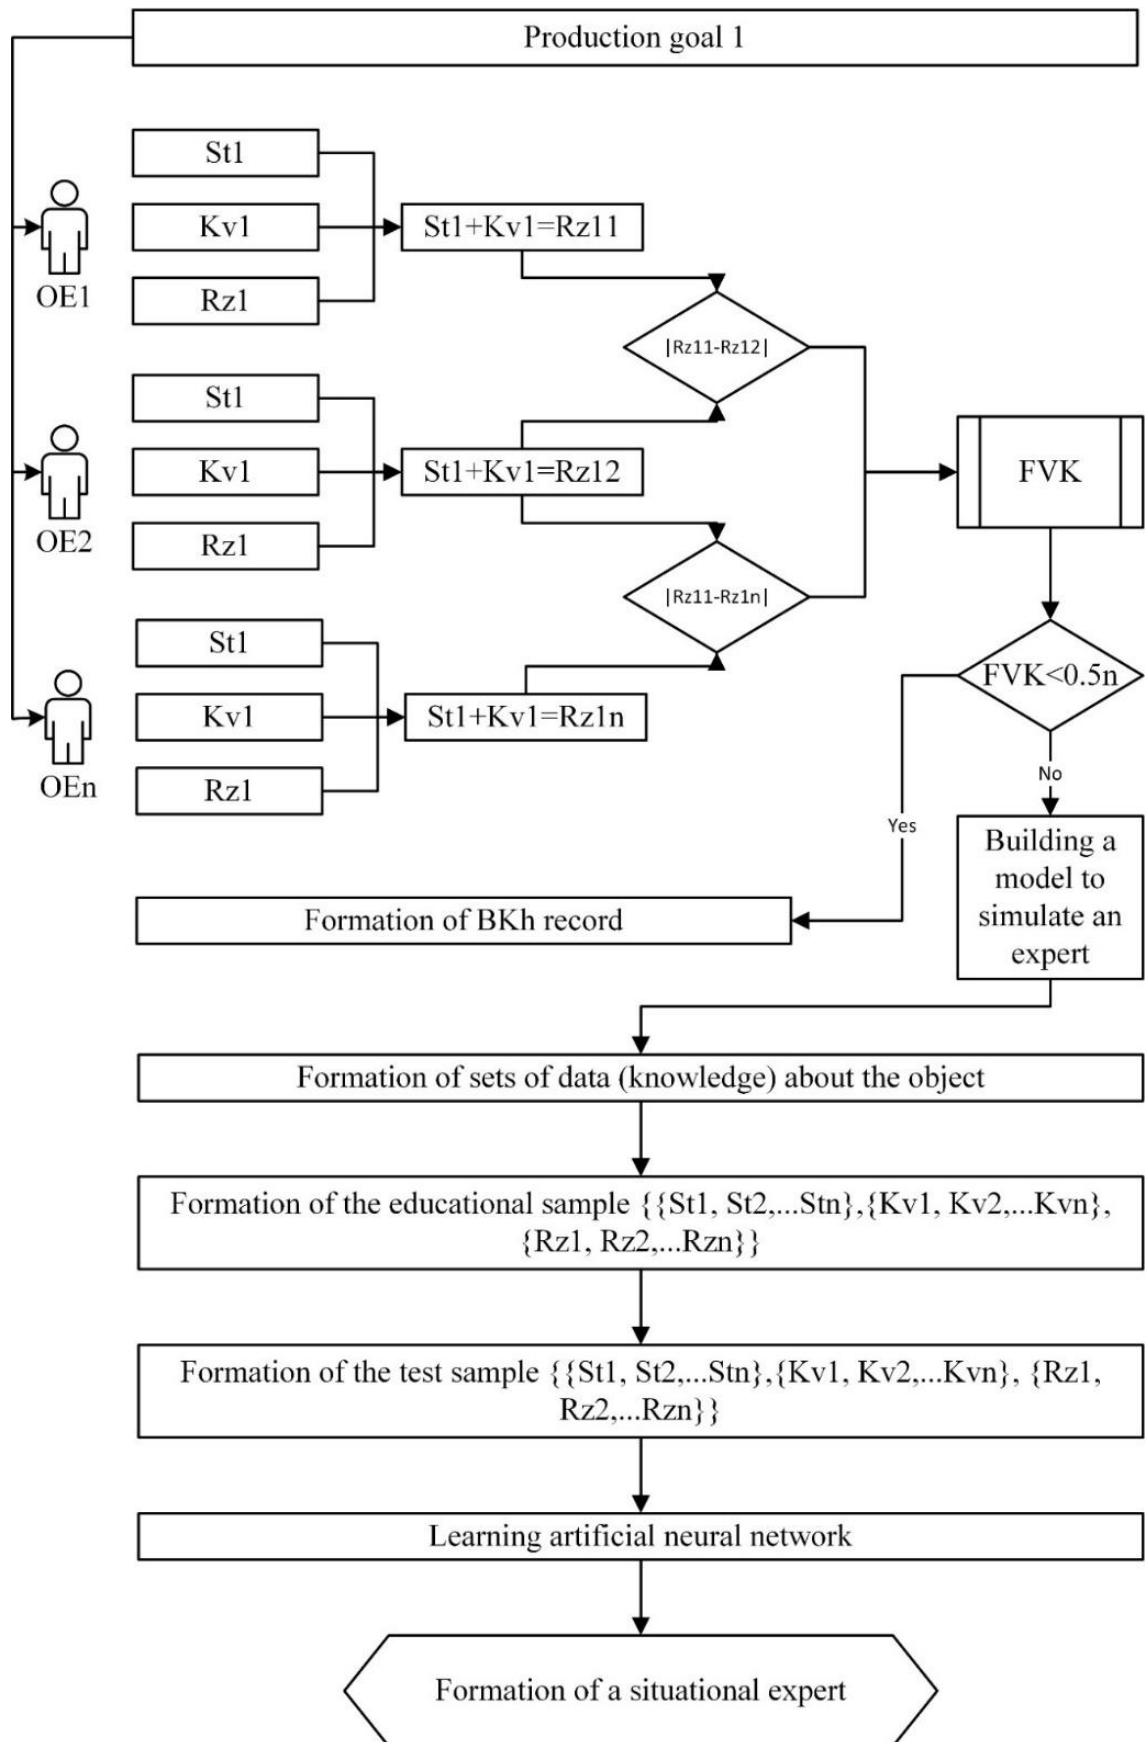 Production goal 1
St1
Kv1
St1+Kv1=Rz11
OE1
Rz1
|Rz11-Rz12|
St1
Kv1
St1+Kv1=Rz12
FVK
OE2
Rz1
|Rz11-Rz1n|
St1
FVK<0.5n
Kv1
St1+Kv1=Rz1n
No
OEn
Rz1
Yes
Building a
model to
simulate an
expert
Formation of BKh record
Formation of sets of data (knowledge) about the object
Formation of the educational sample {{St1, St2,...Stn},{Kv1, Kv2,...Kvn},
{Rz1, Rz2,...Rzn}}
Formation of the test sample {{St1, St2,...Stn},{Kv1, Kv2,...Kvn}, {Rz1,
Rz2,...Rzn}}
Learning artificial neural network
Formation of a situational expert